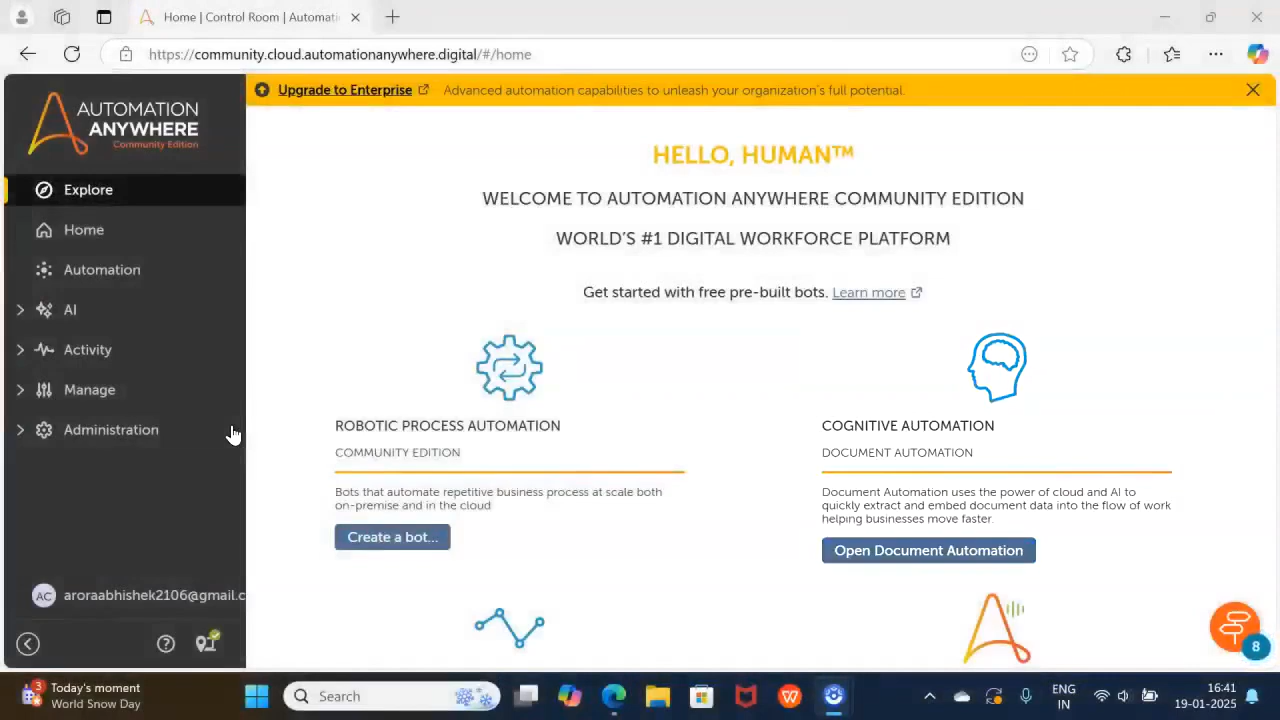 Home | Control Room | Automati
https://community.cloud.automationanywhere.digital/#/home
AUTOMATION
ANYWHERE
Community Edition
Explore
Home
Automation
AI
Activity
Manage
Administration
AC
aroraabhishek2106@gmail.c
Upgrade to Enterprise
Advanced automation capabilities to unleash your organization's full potential.
HELLO, HUMAN™
WELCOME TO AUTOMATION ANYWHERE COMMUNITY EDITION
WORLD'S #1 DIGITAL WORKFORCE PLATFORM
Get started with free pre-built bots. Learn more
ROBOTIC PROCESS AUTOMATION
COMMUNITY EDITION
Bots that automate repetitive business process at scale both
on-premise and in the cloud
Create a bot...
COGNITIVE AUTOMATION
DOCUMENT AUTOMATION
Document Automation uses the power of cloud and AI to
quickly extract and embed document data into the flow of work
helping businesses move faster.
Open Document Automation
8
3
Today's moment
World Snow Day
Search
ENG
IN
16:41
19-01-2025